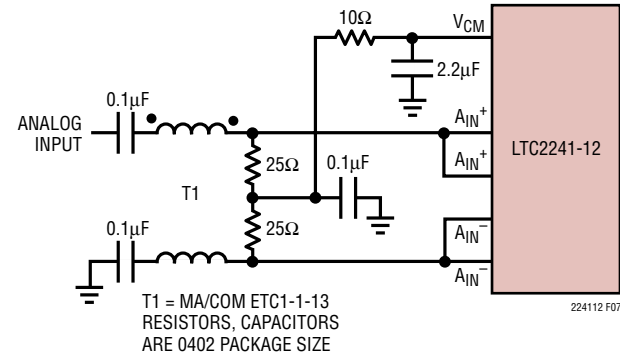 10Ω
V_CM
2.2µF
0.1µF
ANALOG
INPUT
A_IN^+
A_IN^+
LTC2241-12
25Ω
0.1µF
T1
25Ω
0.1µF
A_IN^–
A_IN^–
T1 = MA/COM ETC1-1-13
RESISTORS, CAPACITORS
ARE 0402 PACKAGE SIZE
224112 F07